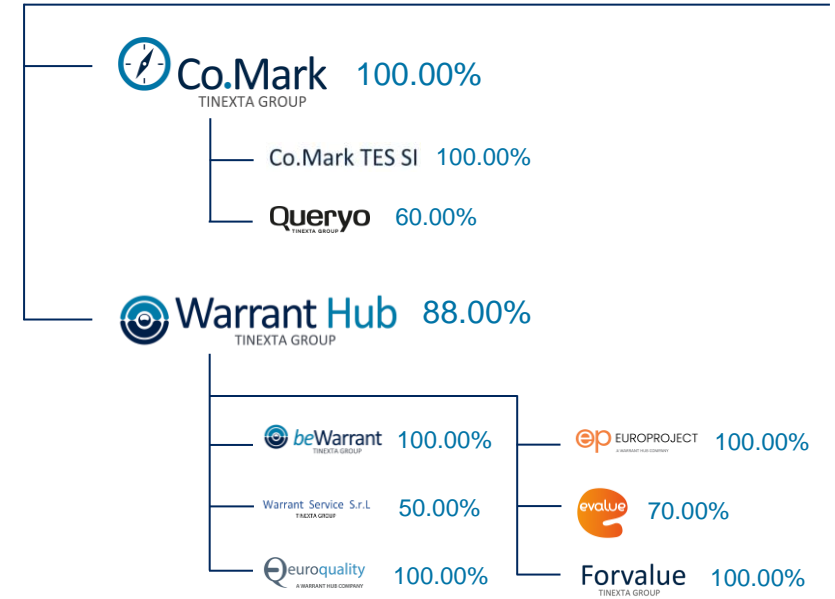 Co.Mark 100.00%
TINEXTA GROUP
Co.Mark TES SI 100.00%
Queryo 60.00%
TINEXTA GROUP
Warrant Hub 88.00%
TINEXTA GROUP
beWarrant 100.00%
TINEXTA GROUP
Warrant Service S.r.L 50.00%
TINEXTA GROUP
euroquality 100.00%
A WARRANT HUB COMPANY
ep EUROPROJECT 100.00%
A WARRANT HUB COMPANY
evalue 70.00%
Forvalue 100.00%
TINEXTA GROUP